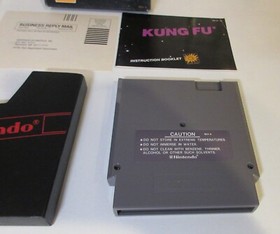 BUSINESS REPLY MAIL
KUNG FU
INSTRUCTION BOOKLET
ndo®
CAUTION
● DO NOT STORE IN EXTREME TEMPERATURES
● DO NOT IMMERSE IN WATER
● DO NOT CLEAN WITH BENZENE, THINNER
ALCOHOL OR OTHER SUCH SOLVENTS.
Nintendo